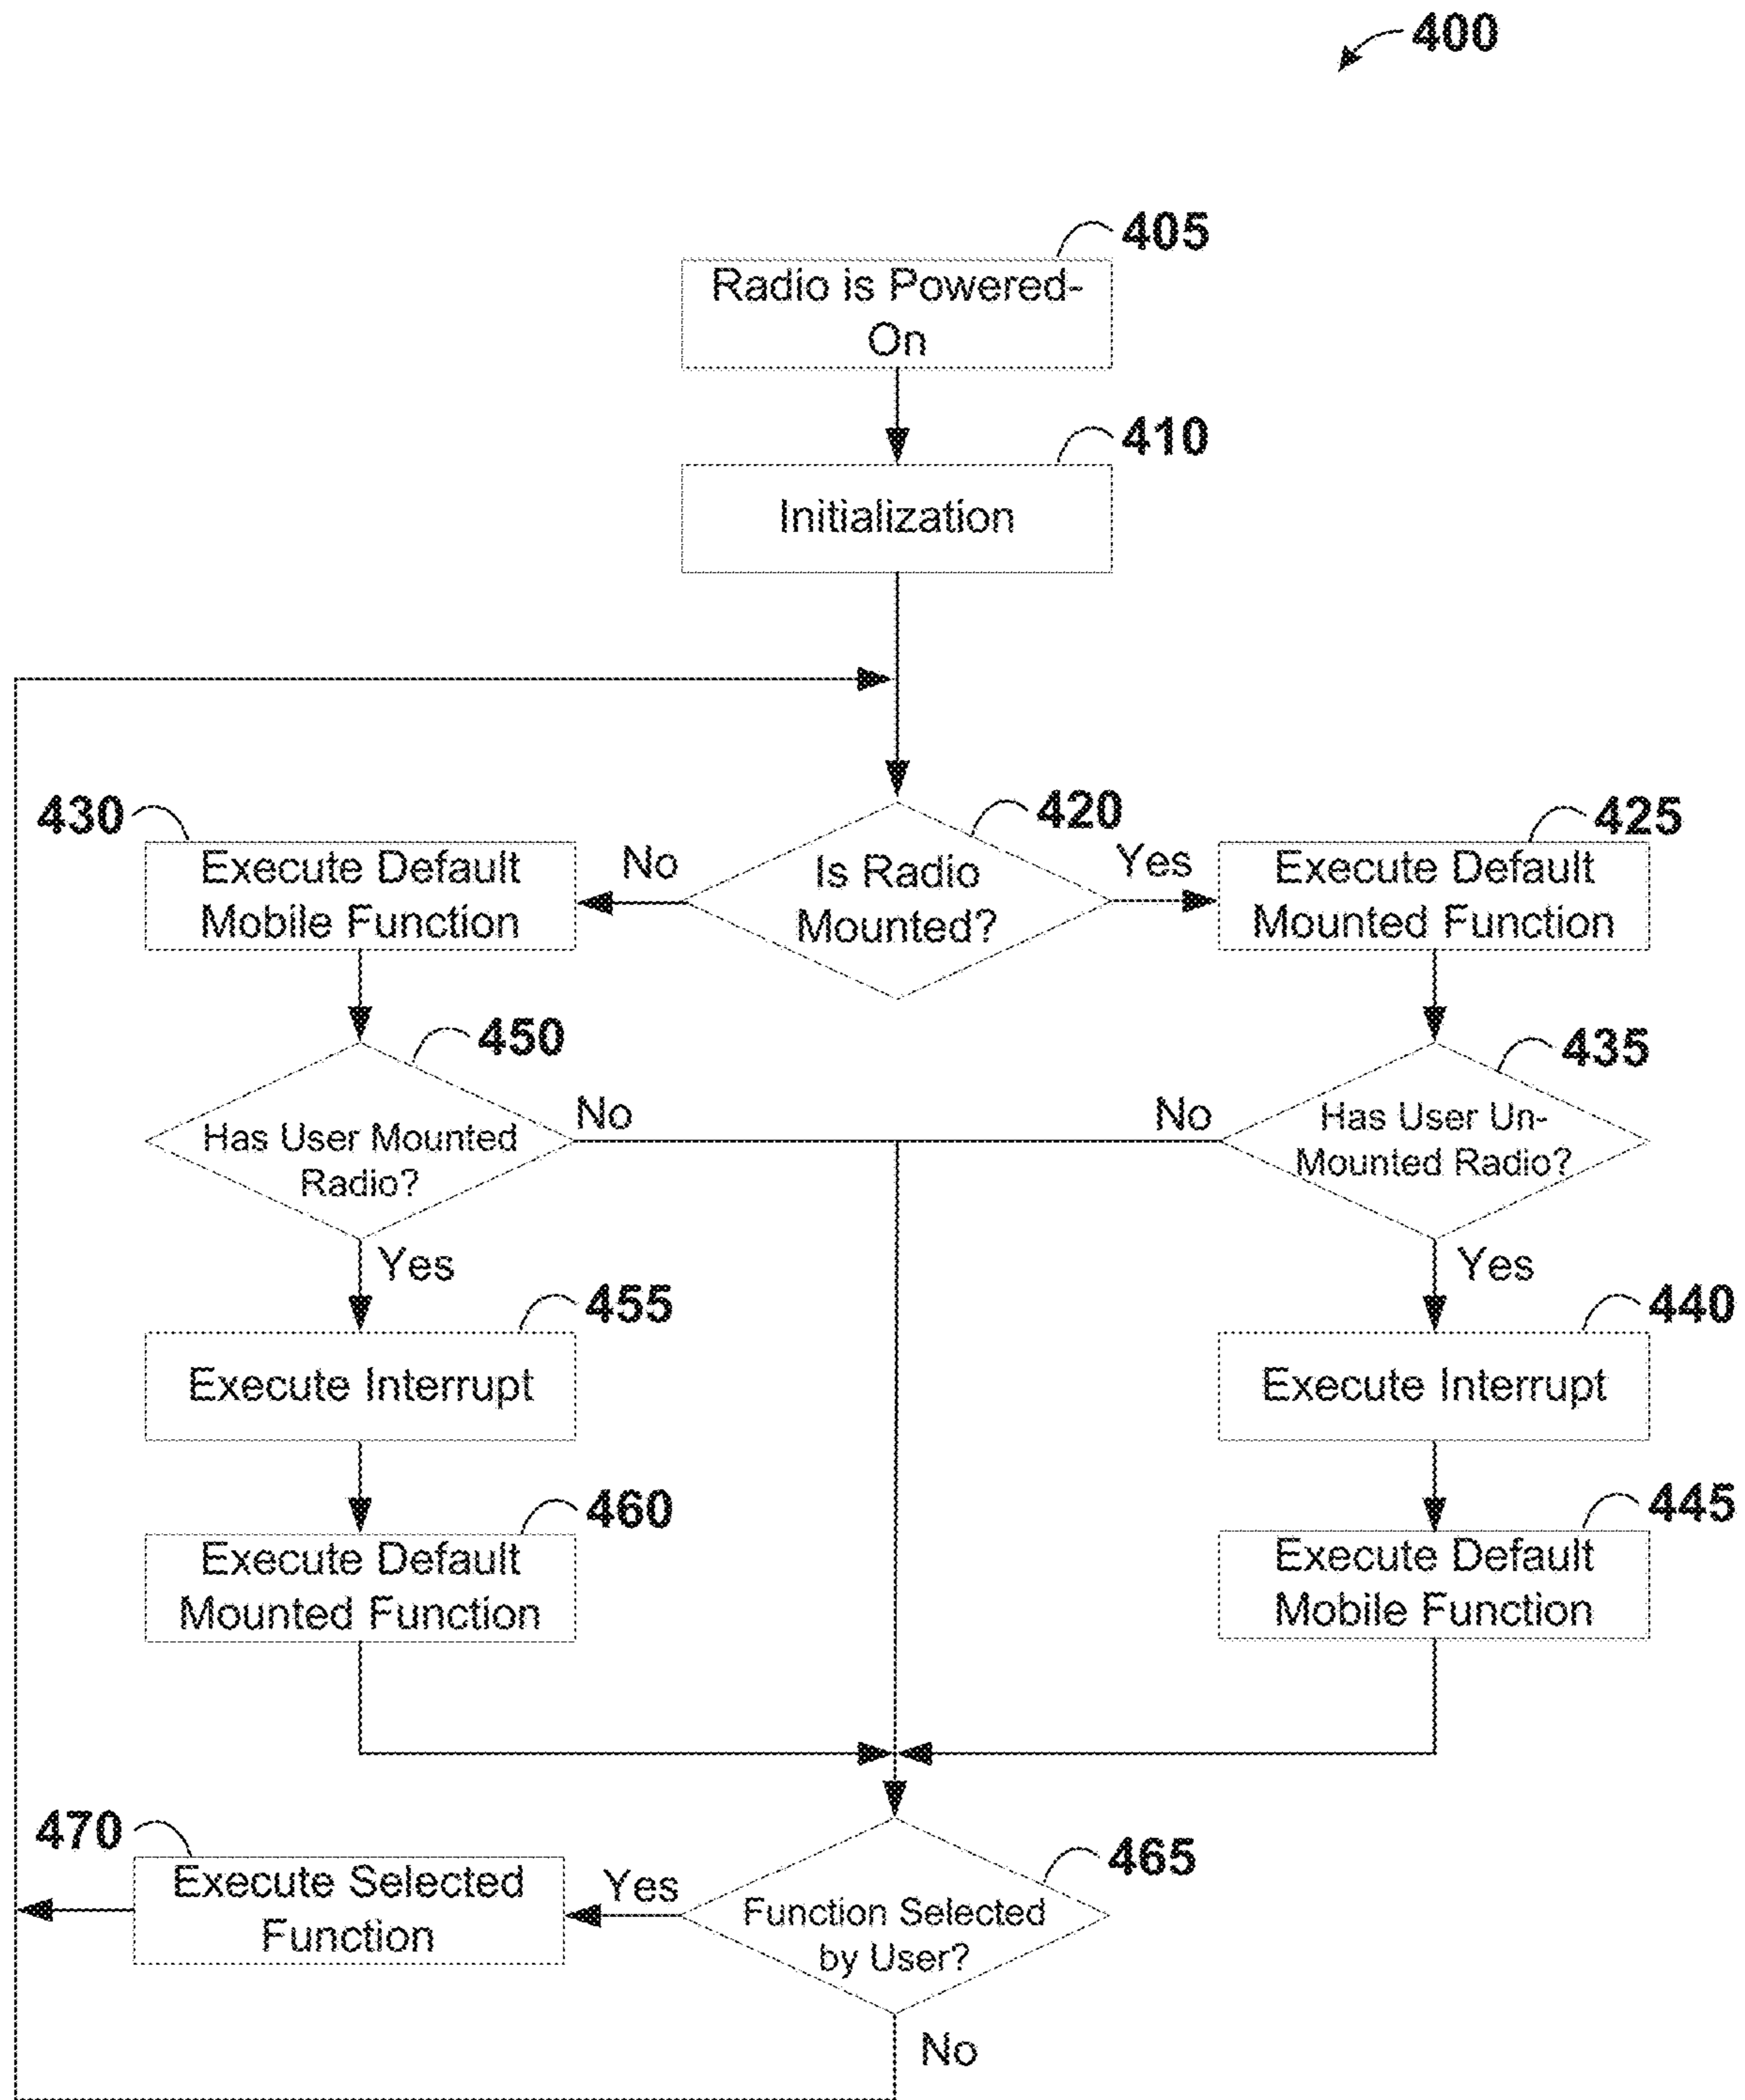 400
405
Radio is Powered-
On
410
Initialization
430
420
425
Execute Default
Mobile Function
No
Is Radio
Mounted?
Yes
Execute Default
Mounted Function
450
435
Has User Mounted
Radio?
No
No
Has User Un-
Mounted Radio?
Yes
Yes
455
440
Execute Interrupt
Execute Interrupt
460
445
Execute Default
Mounted Function
Execute Default
Mobile Function
470
465
Execute Selected
Function
Yes
Function Selected
by User?
No